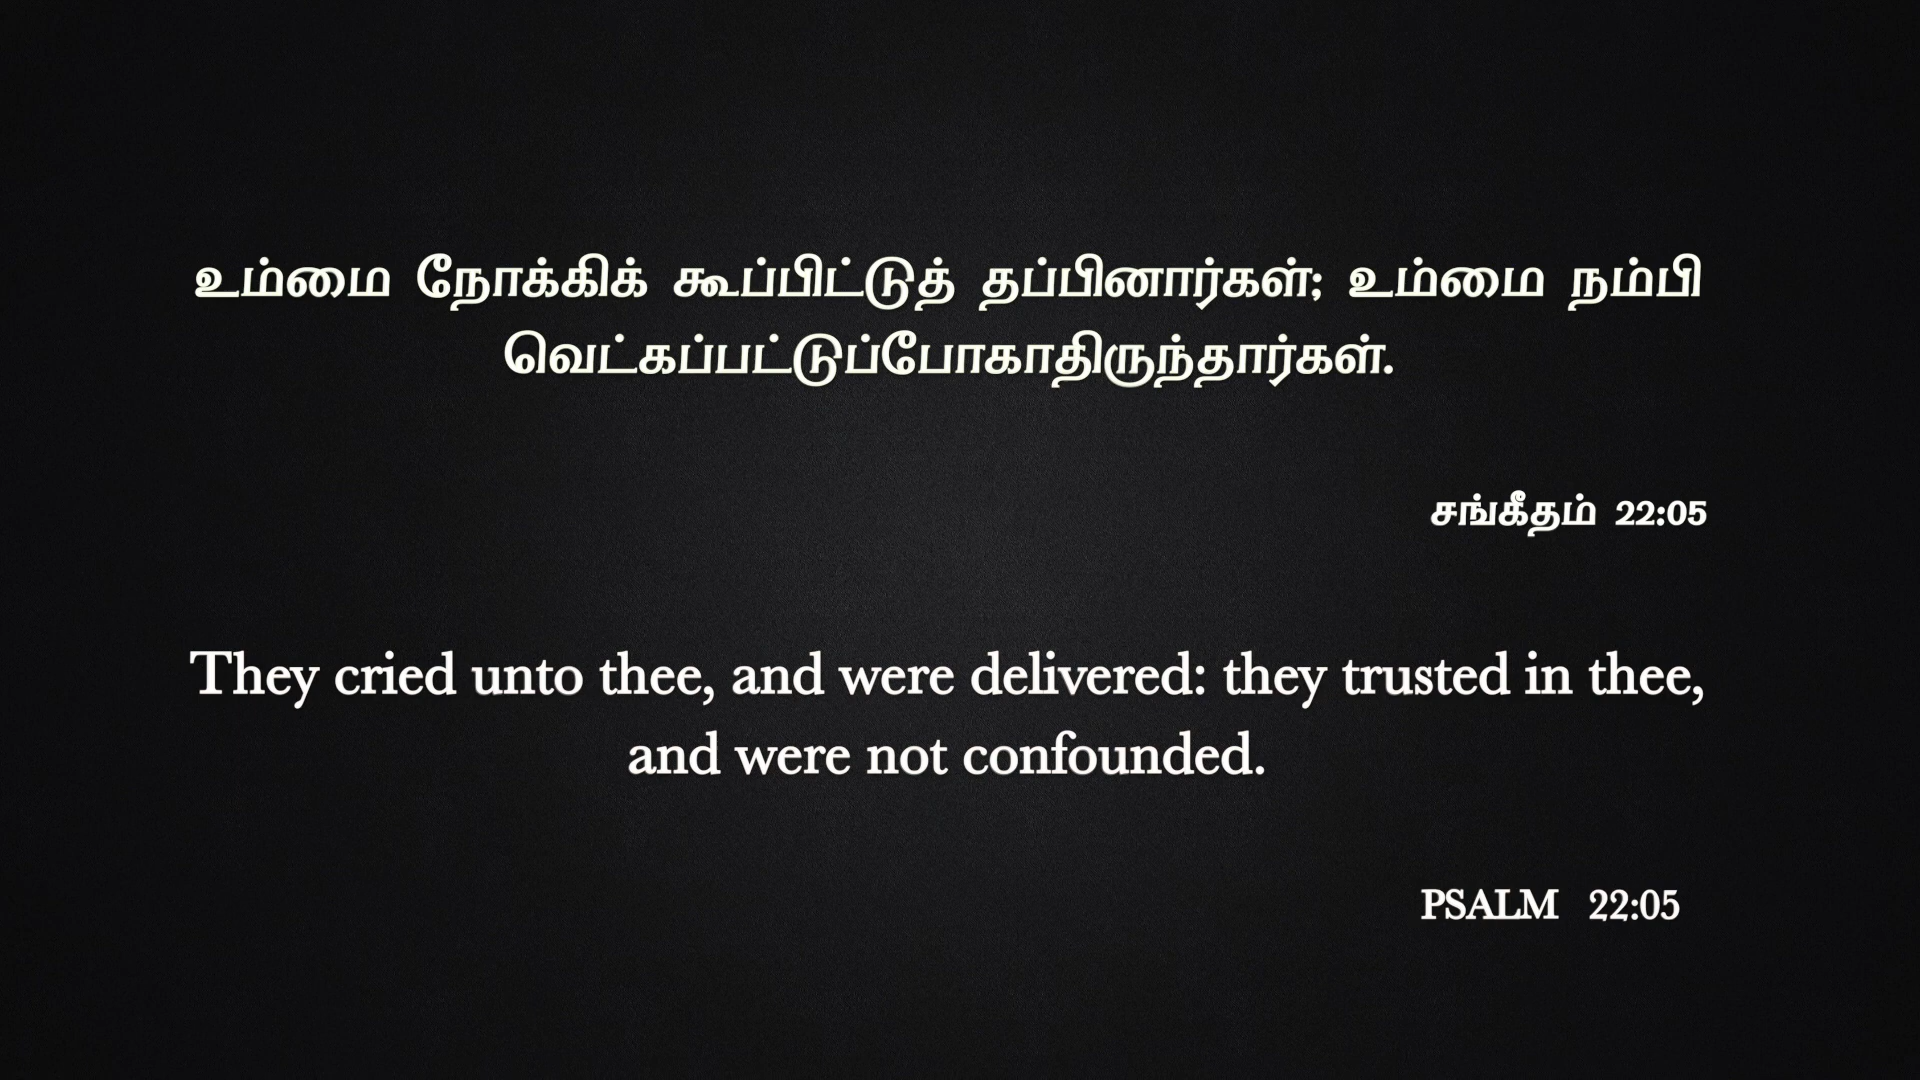 உம்மை நோக்கிக் கூப்பிட்டுத் தப்பினார்கள்; உம்மை நம்பி
வெட்கப்பட்டுப்போகாதிருந்தார்கள்.
சங்கீதம் 22:05
They cried unto thee, and were delivered: they trusted in thee,
and were not confounded.
PSALM 22:05